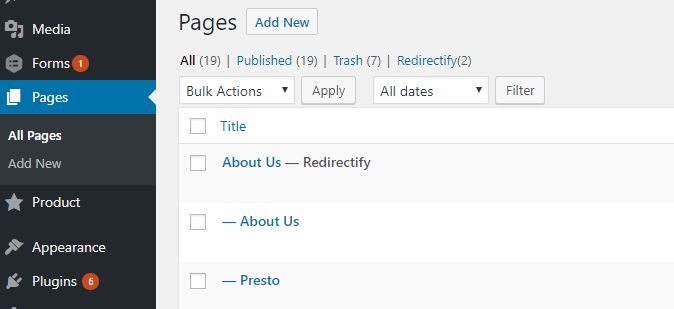 Media
Forms 1
Pages
All Pages
Add New
Product
Appearance
Plugins 6
Pages Add New
All (19) | Published (19) | Trash (7) | Redirectify(2)
Bulk Actions Apply All dates Filter
Title
About Us — Redirectify
— About Us
— Presto